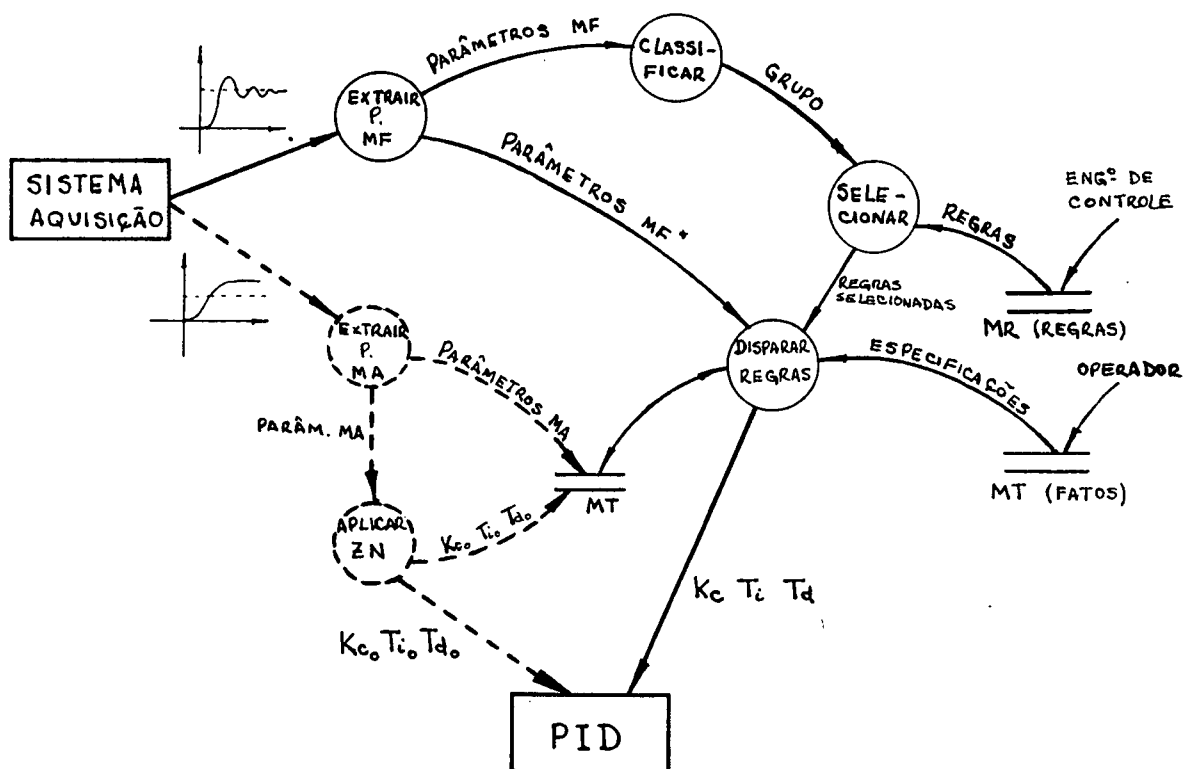 PARÂMETROS MF
CLASSI-
FICAR
GRUPO
EXTRAIR
P.
MF
PARÂMETROS MF*
SISTEMA
AQUISIÇÃO
SELE-
CIONAR
REGRAS
ENGº DE
CONTROLE
MR (REGRAS)
REGRAS
SELECIONADAS
EXTRAIR
P.
MA
PARÂMETROS MA
DISPARAR
REGRAS
ESPECIFICAÇÕES
OPERADOR
MT (FATOS)
PARÂM. MA
MT
APLICAR
ZN
Kc₀ Ti₀ Td₀
Kc Ti Td
Kc₀ Ti₀ Td₀
PID